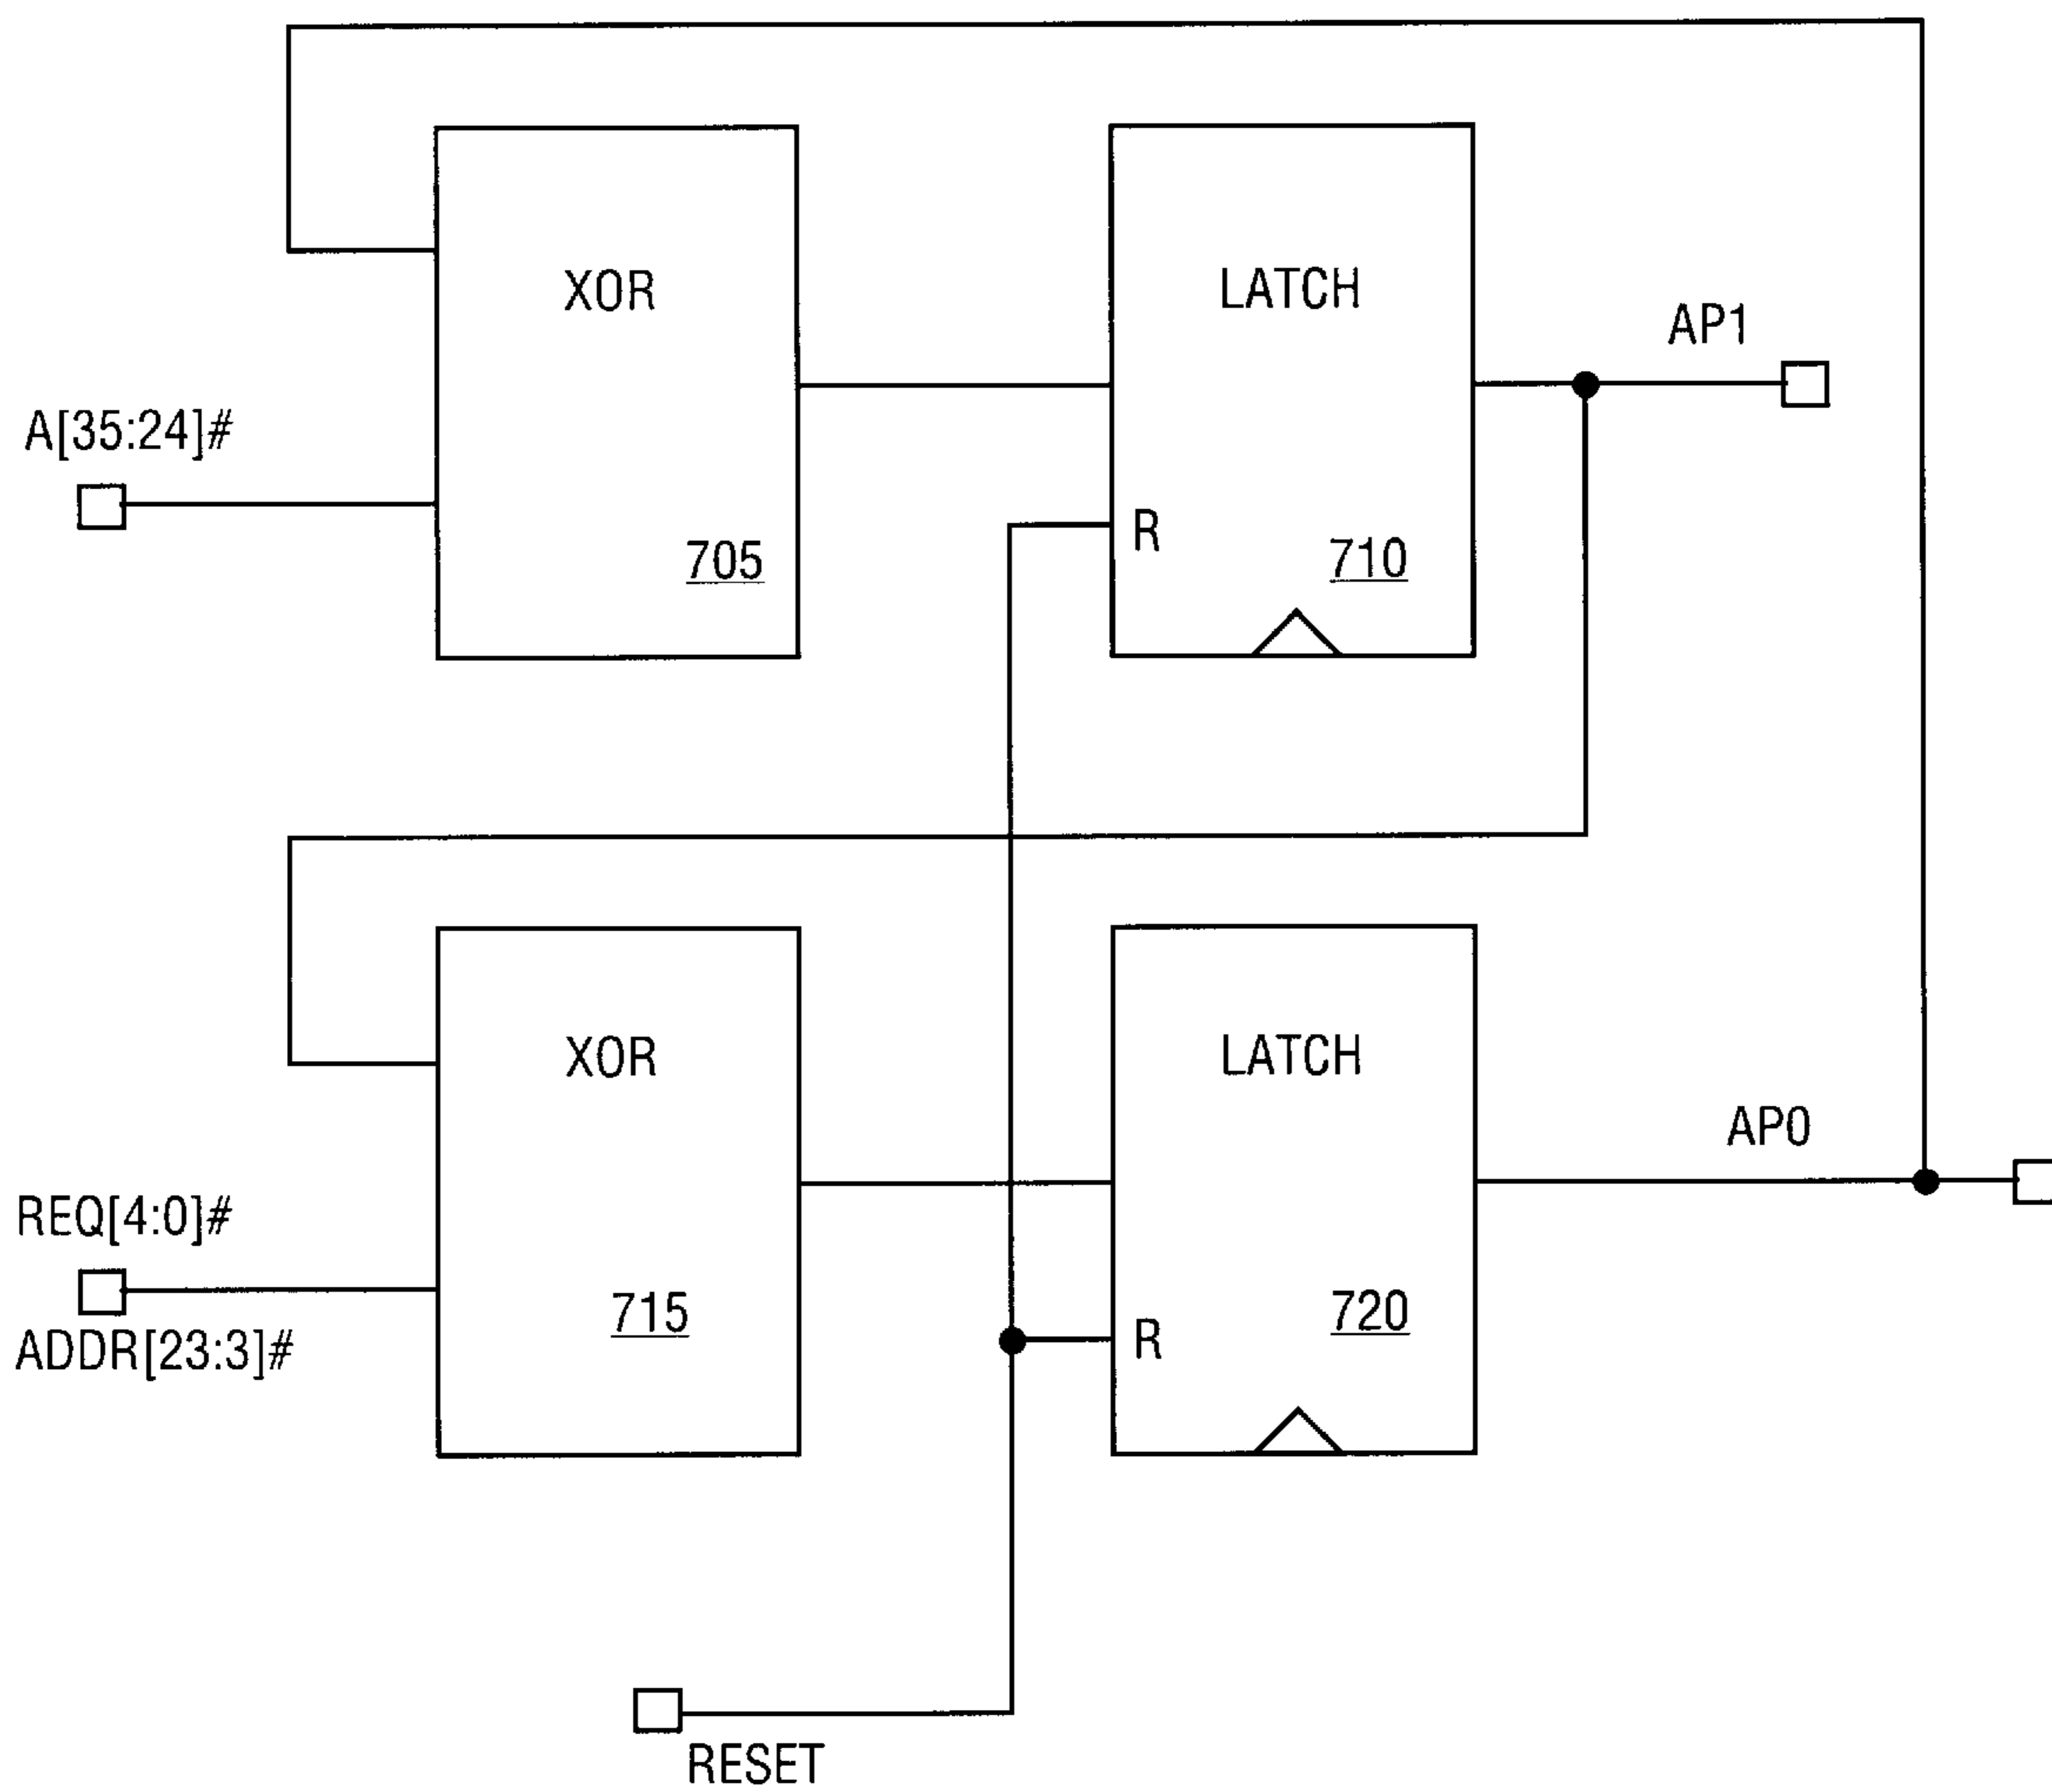 XOR
LATCH
AP1
A[35:24]#
R
705
710
XOR
LATCH
AP0
REQ[4:0]#
715
720
R
ADDR[23:3]#
RESET